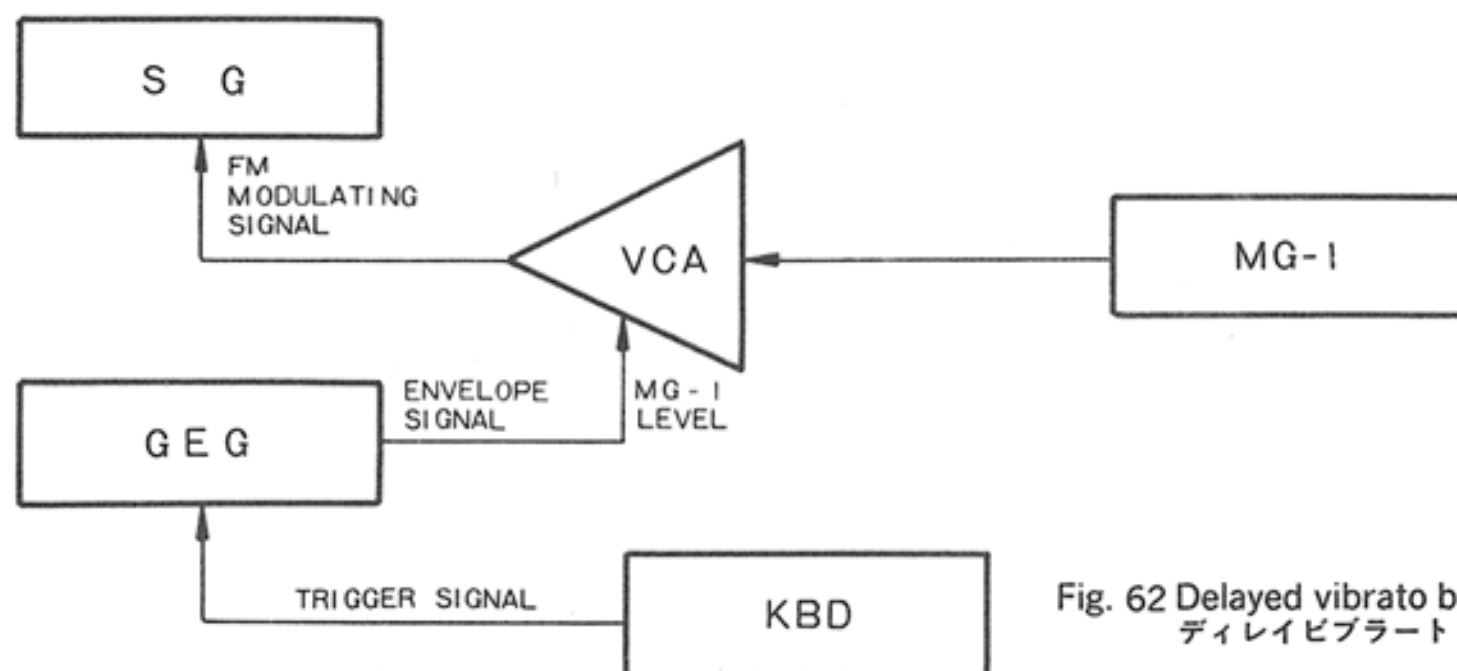 S G
FM
MODULATING
SIGNAL
VCA
MG-1
ENVELOPE
SIGNAL
MG-1
LEVEL
GEG
TRIGGER SIGNAL
KBD
Fig. 62 Delayed vibrato b
ディレイビブラート